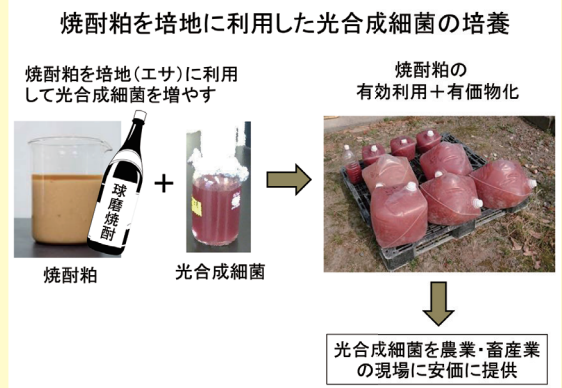 焼酎粕を培地に利用した光合成細菌の培養
焼酎粕を培地（エサ）に利用
して光合成細菌を増やす
球磨焼酎
＋
焼酎粕
光合成細菌
焼酎粕の
有効利用＋有価物化
光合成細菌を農業・畜産業
の現場に安価に提供